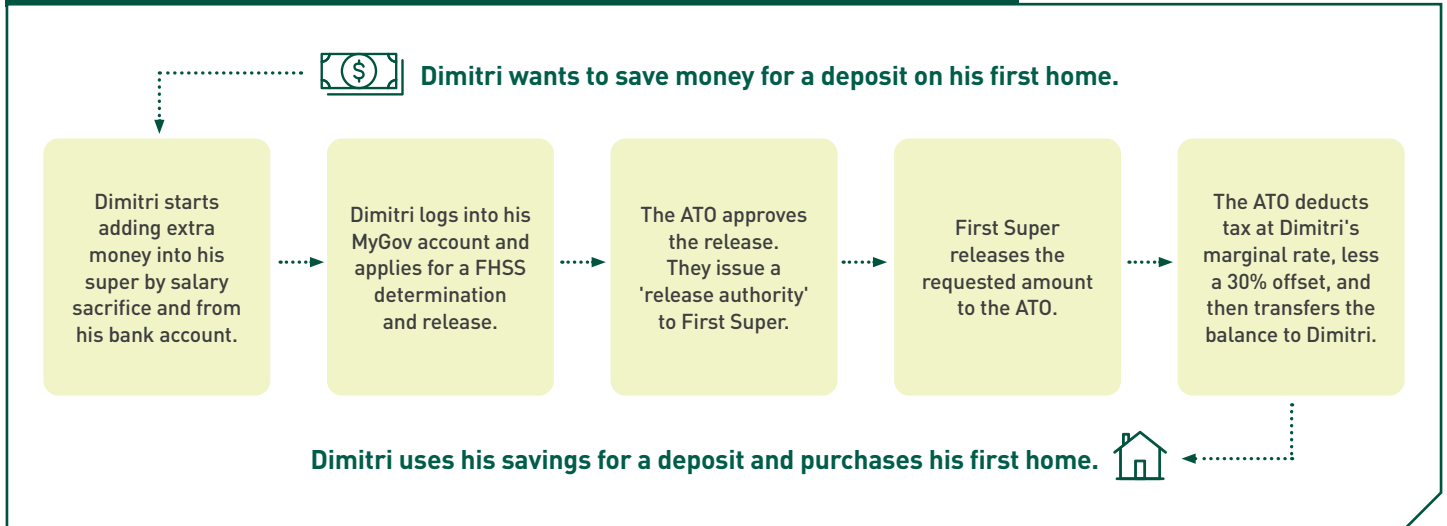 $
Dimitri wants to save money for a deposit on his first home.
Dimitri starts
adding extra
money into his
super by salary
sacrifice and from
his bank account.
Dimitri logs into his
MyGov account and
applies for a FHSS
determination
and release.
The ATO approves
the release.
They issue a
'release authority'
to First Super.
First Super
releases the
requested amount
to the ATO.
The ATO deducts
tax at Dimitri's
marginal rate, less
a 30% offset, and
then transfers the
balance to Dimitri.
Dimitri uses his savings for a deposit and purchases his first home.